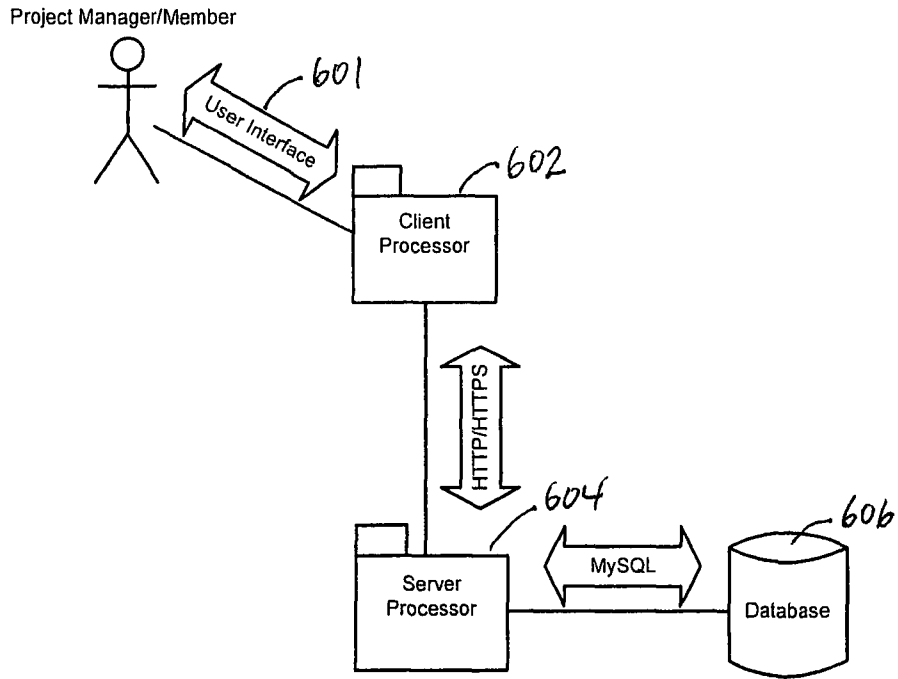 Project Manager/Member
601
User Interface
602
Client
Processor
HTTP/HTTPS
604
606
MySQL
Server
Processor
Database